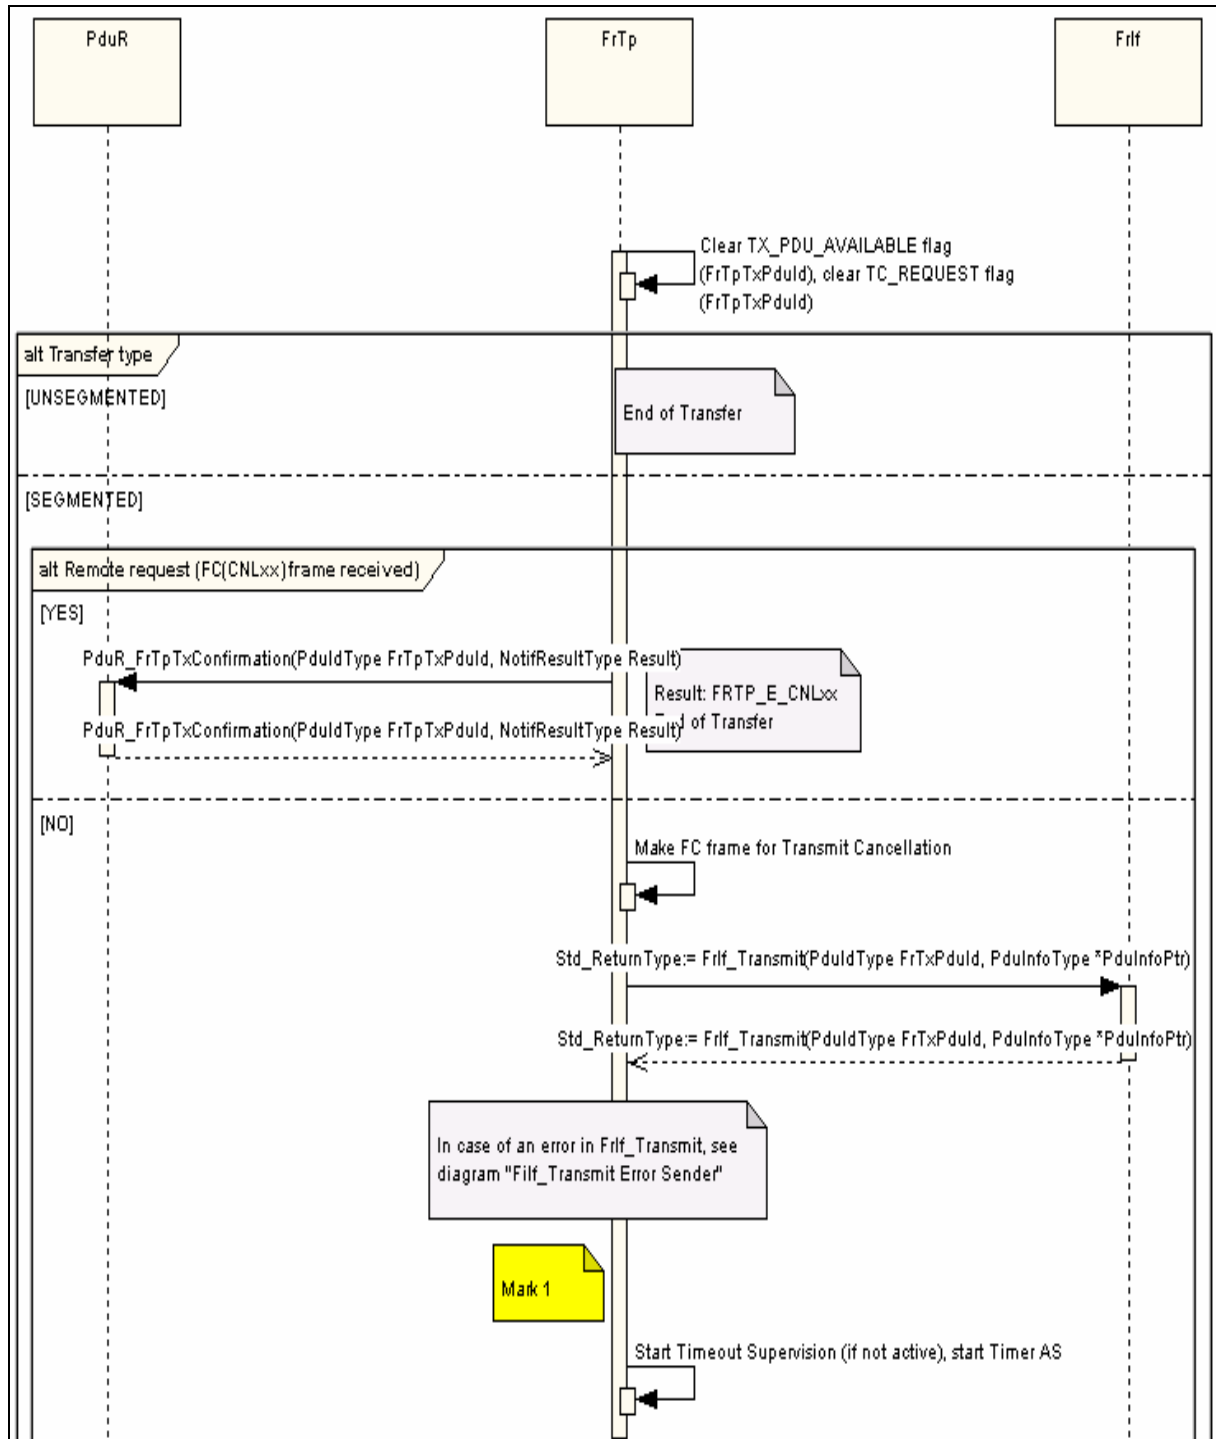 PduR
FrTp
FrIf
Clear TX_PDU_AVAILABLE flag
(FrTpTxPduId), clear TC_REQUEST flag
(FrTpTxPduId)
alt Transfer type
[UNSEGMENTED]
End of Transfer
[SEGMENTED]
alt Remote request (FC(CNLxx)frame received)
[YES]
PduR_FrTpTxConfirmation(PduIdType FrTpTxPduId, NotifResultType Result)
Result: FRTP_E_CNLxx
End of Transfer
PduR_FrTpTxConfirmation(PduIdType FrTpTxPduId, NotifResultType Result)
[NO]
Make FC frame for Transmit Cancellation
Std_ReturnType:= FrIf_Transmit(PduIdType FrTxPduId, PduInfoType *PduInfoPtr)
Std_ReturnType:= FrIf_Transmit(PduIdType FrTxPduId, PduInfoType *PduInfoPtr)
In case of an error in FrIf_Transmit, see
diagram "FiIf_Transmit Error Sender"
Mark 1
Start Timeout Supervision (if not active), start Timer AS